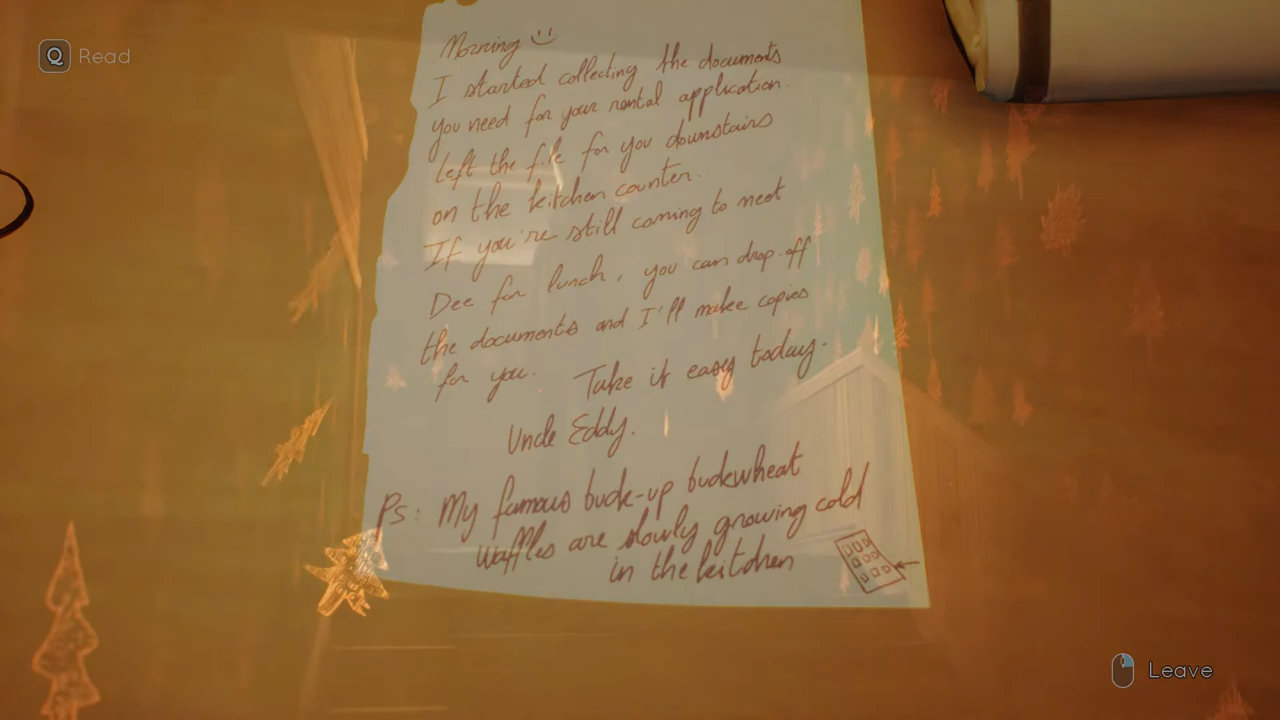 Q Read
Morning
I started collecting the documents
you need for your rental application.
Left the file for you downstairs
on the kitchen counter.
If you're still coming to meet
Dee for lunch, you can drop off
the documents and I'll make copies
for you. Take it easy today.
Uncle Eddy.
Ps: My famous buck-up buckwheat
waffles are slowly growing cold
in the kitchen
Leave